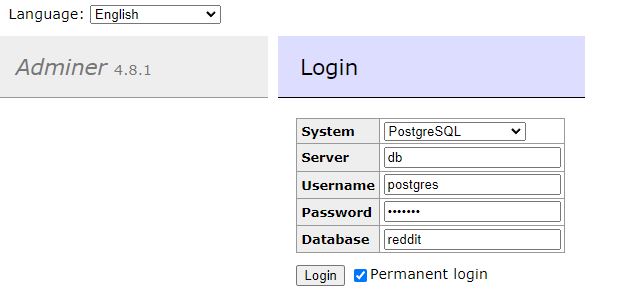 Language: English
Adminer 4.8.1
Login
System PostgreSQL
Server db
Username postgres
Password •••••••
Database reddit
Login Permanent login